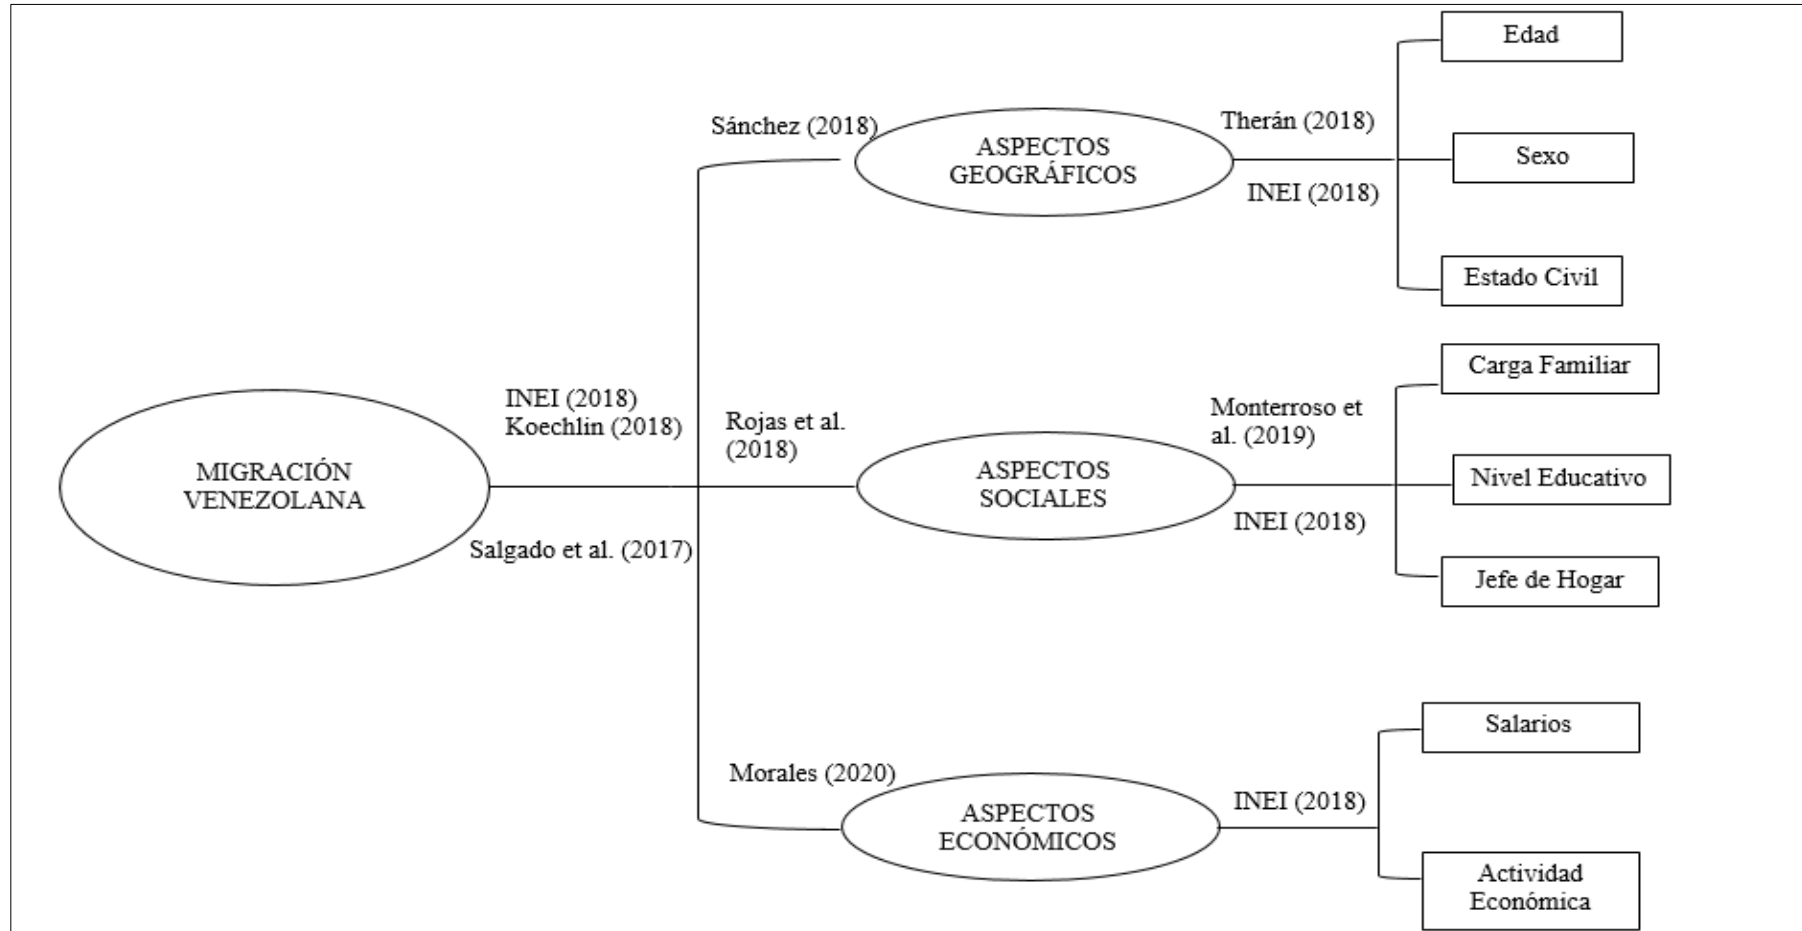 Edad
Sánchez (2018)
ASPECTOS
GEOGRÁFICOS
Therán (2018)
INEI (2018)
Sexo
Estado Civil
MIGRACIÓN
VENEZOLANA
INEI (2018)
Koechlin (2018)
Salgado et al. (2017)
Rojas et al.
(2018)
ASPECTOS
SOCIALES
Monterroso et
al. (2019)
INEI (2018)
Carga Familiar
Nivel Educativo
Jefe de Hogar
Morales (2020)
ASPECTOS
ECONÓMICOS
INEI (2018)
Salarios
Actividad
Económica